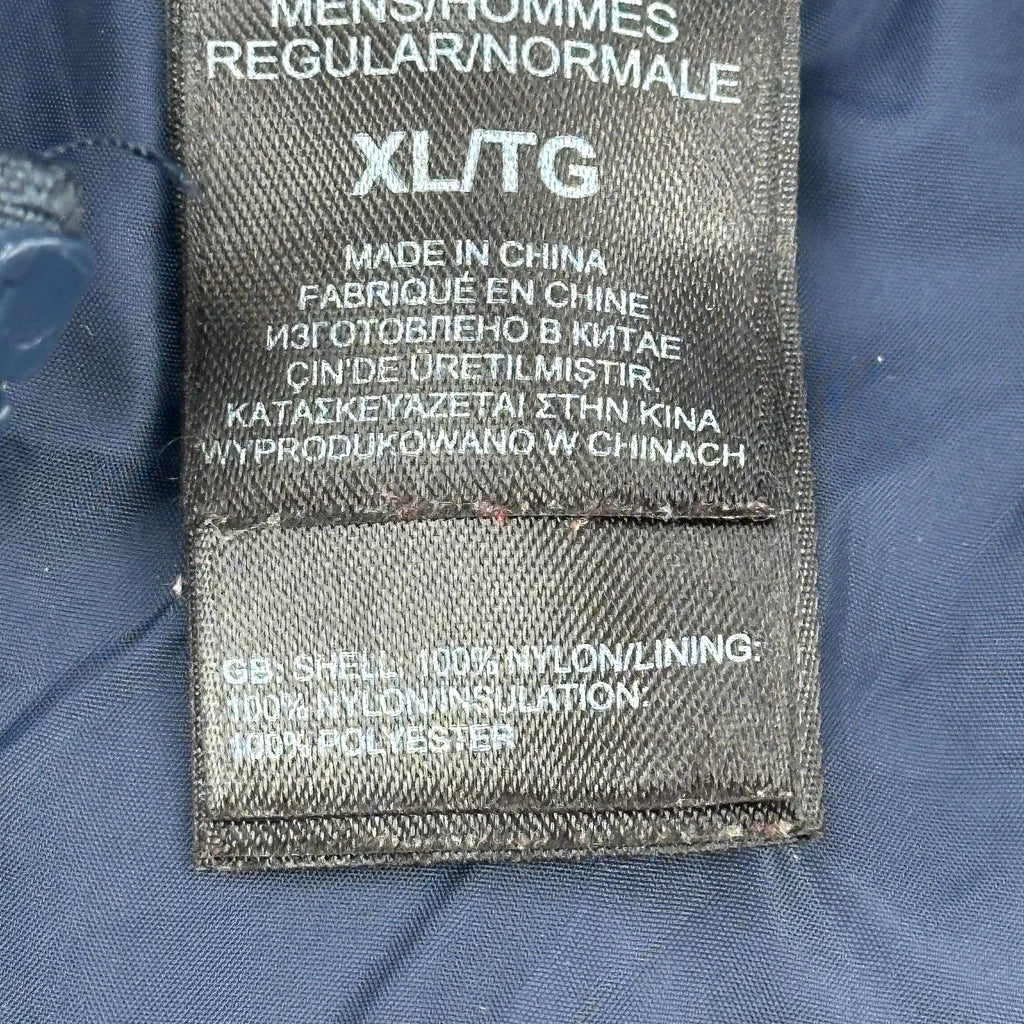 MENS/HOMMES
REGULAR/NORMALE
XL/TG
MADE IN CHINA
FABRIQUÉ EN CHINE
ИЗГОТОВЛЕНО В КИТАЕ
ÇIN'DE ÜRETILMIŞTIR.
ΚΑΤΑΣΚΕΥΑΖΕΤΑΙ ΣΤΗΝ ΚΙΝΑ
WYPRODUKOWANO W CHINACH
GB: SHELL: 100% NYLON/LINING:
100% NYLON/INSULATION:
100% POLYESTER